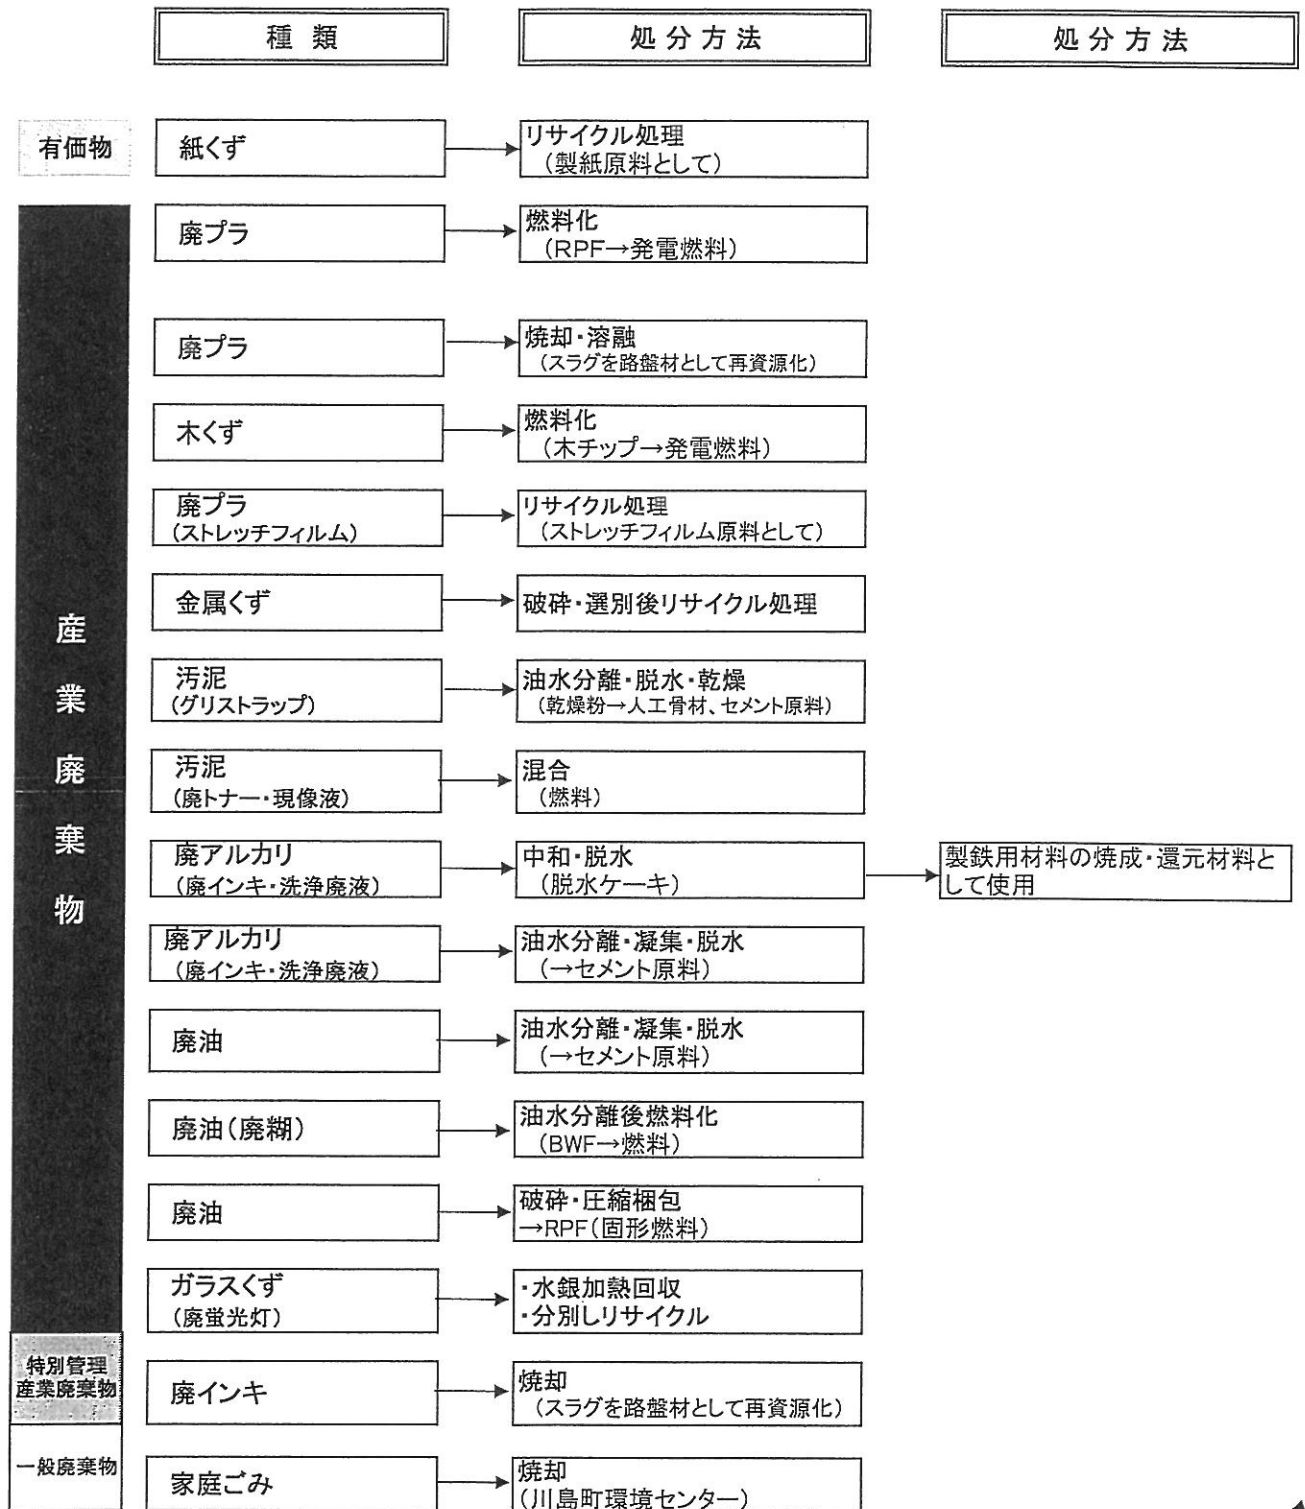 種 類
処 分 方 法
処 分 方 法
有価物
紙くず
リサイクル処理
（製紙原料として）
産業廃棄物
廃プラ
燃料化
（RPF→発電燃料）
廃プラ
焼却・溶融
（スラグを路盤材として再資源化）
木くず
燃料化
（木チップ→発電燃料）
廃プラ
（ストレッチフィルム）
リサイクル処理
（ストレッチフィルム原料として）
金属くず
破砕・選別後リサイクル処理
汚泥
（グリストラップ）
油水分離・脱水・乾燥
（乾燥粉→人工骨材、セメント原料）
汚泥
（廃トナー・現像液）
混合
（燃料）
廃アルカリ
（廃インキ・洗浄廃液）
中和・脱水
（脱水ケーキ）
製鉄用材料の焼成・還元材料と
して使用
廃アルカリ
（廃インキ・洗浄廃液）
油水分離・凝集・脱水
（→セメント原料）
廃油
油水分離・凝集・脱水
（→セメント原料）
廃油（廃糊）
油水分離後燃料化
（BWF→燃料）
廃油
破砕・圧縮梱包
→RPF（固形燃料）
ガラスくず
（廃蛍光灯）
・水銀加熱回収
・分別しリサイクル
特別管理
産業廃棄物
廃インキ
焼却
（スラグを路盤材として再資源化）
一般廃棄物
家庭ごみ
焼却
（川島町環境センター）